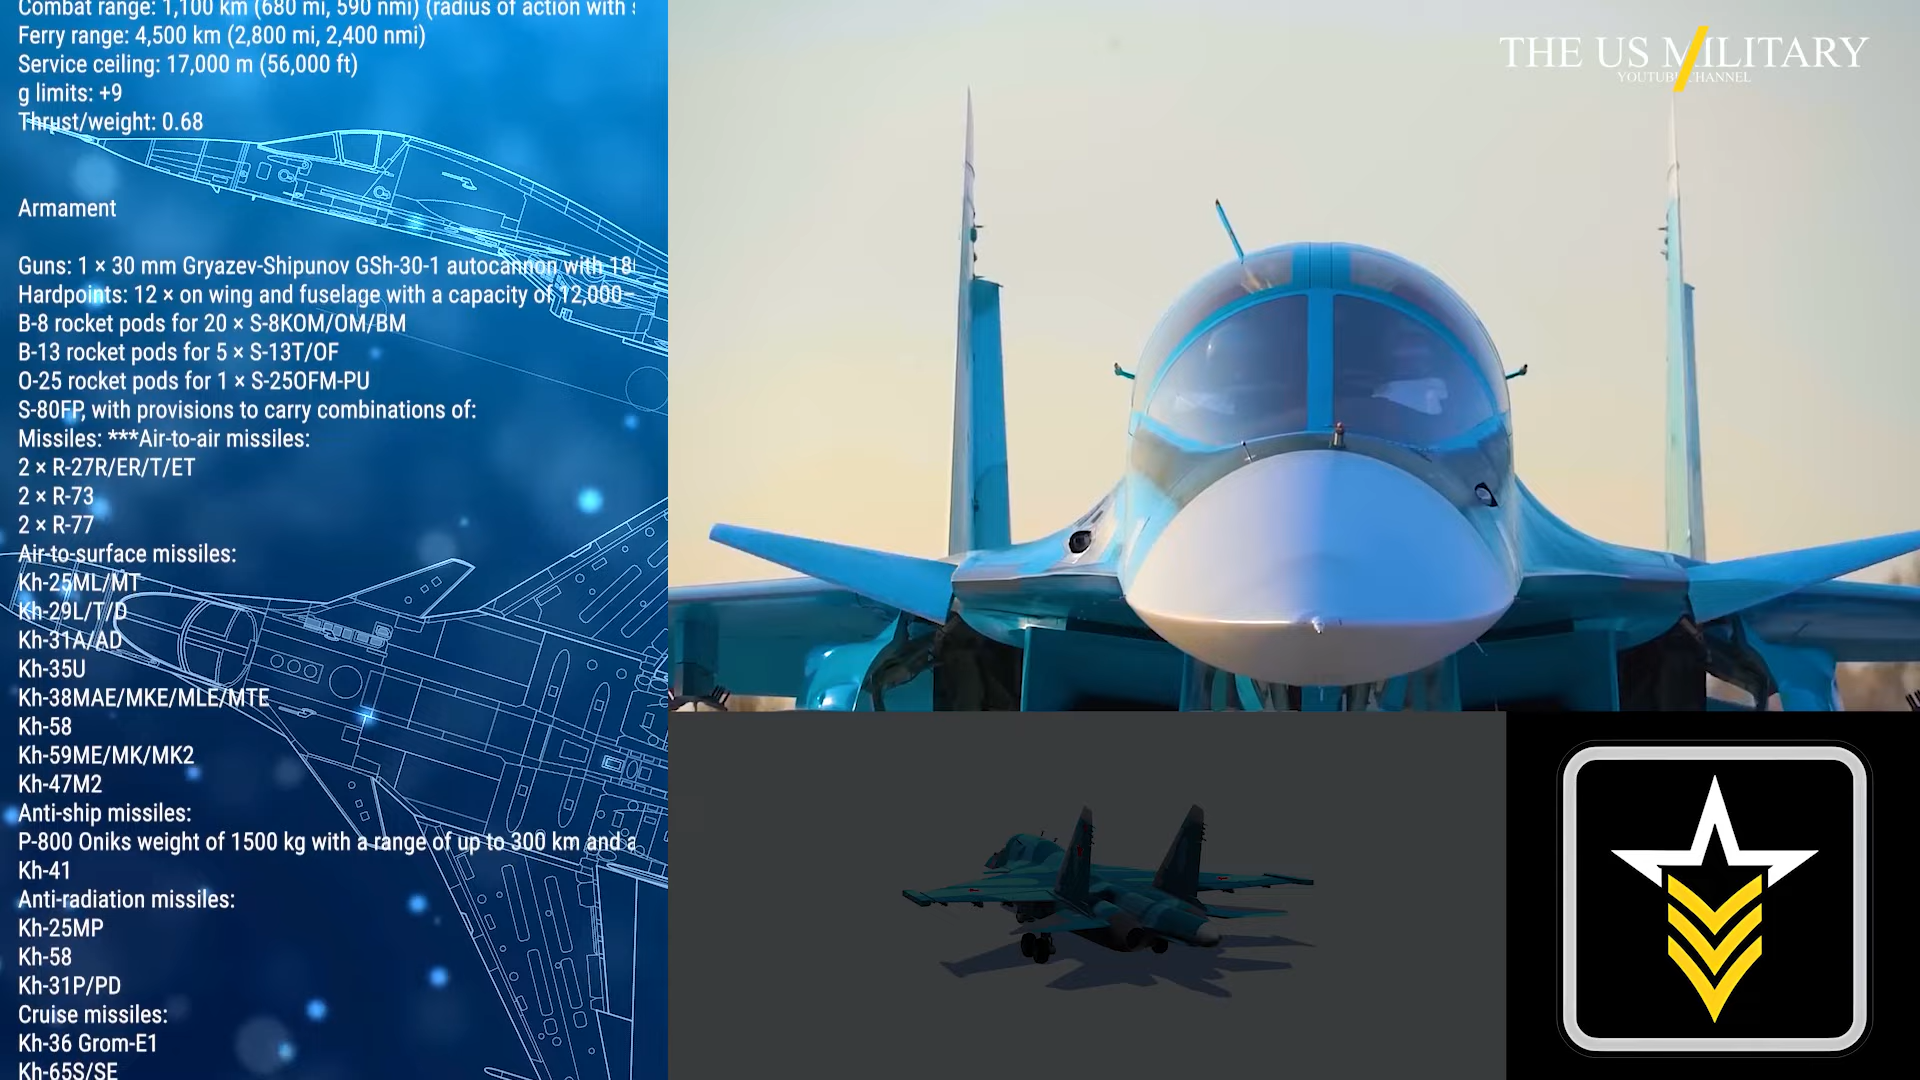 Combat range: 1,100 km (680 mi, 590 nmi) (radius of action with
Ferry range: 4,500 km (2,800 mi, 2,400 nmi)
Service ceiling: 17,000 m (56,000 ft)
g limits: +9
Thrust/weight: 0.68
Armament
Guns: 1 × 30 mm Gryazev-Shipunov GSh-30-1 autocannon with
Hardpoints: 12 × on wing and fuselage with a capacity of 12,000–
B-8 rocket pods for 20 × S-8KOM/OM/BM
B-13 rocket pods for 5 × S-13T/OF
O-25 rocket pods for 1 × S-25OFM-PU
S-80FP, with provisions to carry combinations of:
Missiles: ***Air-to-air missiles:
2 × R-27R/ER/T/ET
2 × R-73
2 × R-77
Air-to-surface missiles:
Kh-25ML/MT
Kh-29L/T/D
Kh-31A/AD
Kh-35U
Kh-38MAE/MKE/MLE/MTE
Kh-58
Kh-59ME/MK/MK2
Kh-47M2
Anti-ship missiles:
P-800 Oniks weight of 1500 kg with a range of up to 300 km and
Kh-41
Anti-radiation missiles:
Kh-25MP
Kh-58
Kh-31P/PD
Cruise missiles:
Kh-36 Grom-E1
Kh-65S/SE
THE US MILITARY
YOUTUBE CHANNEL